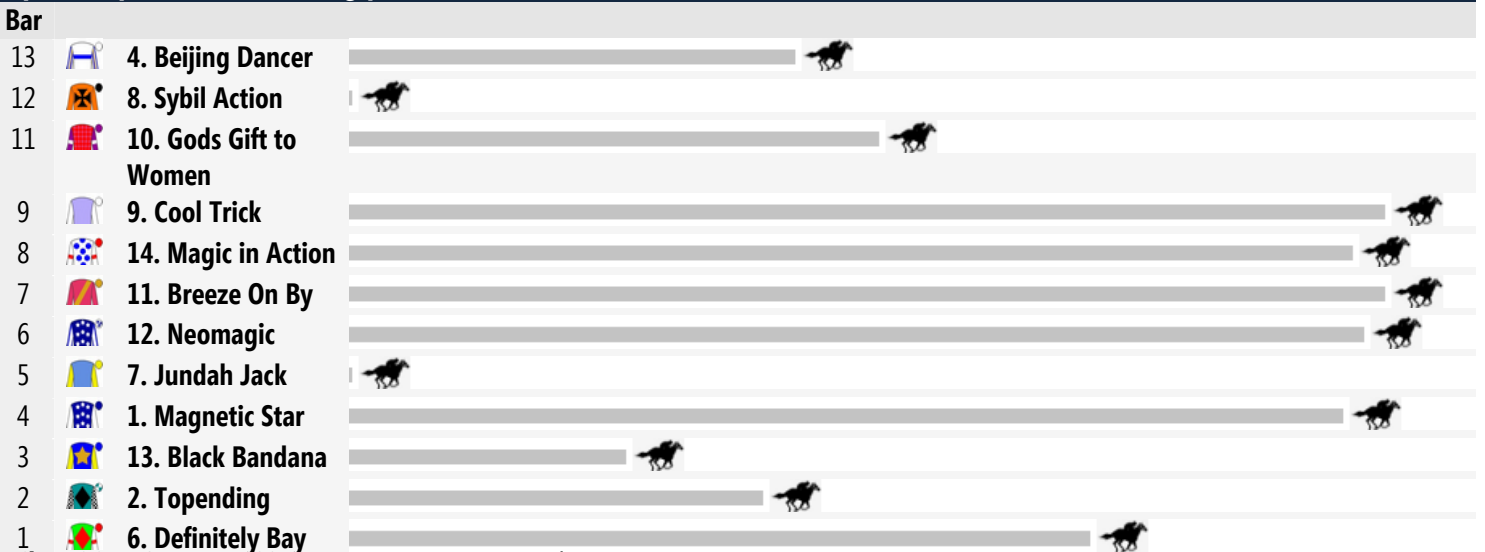 Bar
13 4. Beijing Dancer
12 8. Sybil Action
11 10. Gods Gift to
Women
9 9. Cool Trick
8 14. Magic in Action
7 11. Breeze On By
6 12. Neomagic
5 7. Jundah Jack
4 1. Magnetic Star
3 13. Black Bandana
2 2. Topending
1 6. Definitely Bay